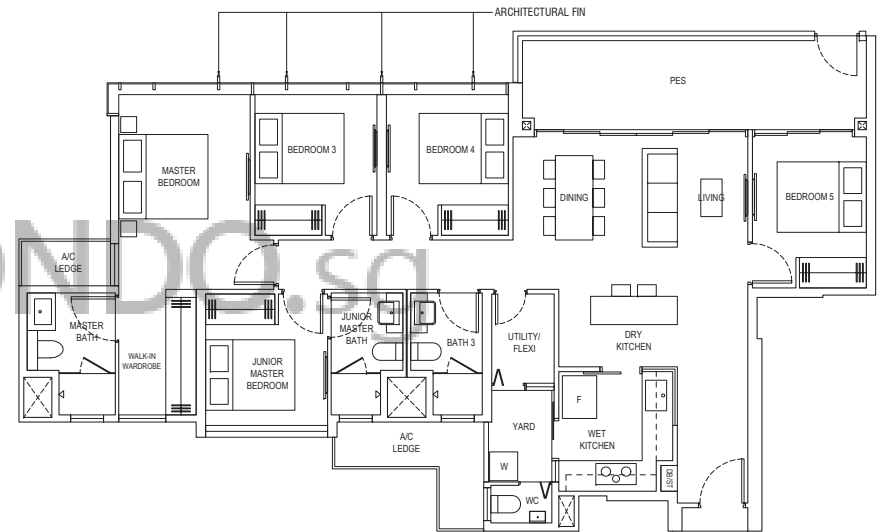 ARCHITECTURAL FIN
PES
MASTER
BEDROOM
BEDROOM 3
BEDROOM 4
DINING
LIVING
BEDROOM 5
A/C
LEDGE
ONDO.sg
MASTER
BATH
WALK-IN
WARDROBE
JUNIOR
MASTER
BEDROOM
JUNIOR
MASTER
BATH
BATH 3
UTILITY/
FLEXI
DRY
KITCHEN
F
WET
KITCHEN
YARD
W
WC
DB/ST
A/C
LEDGE